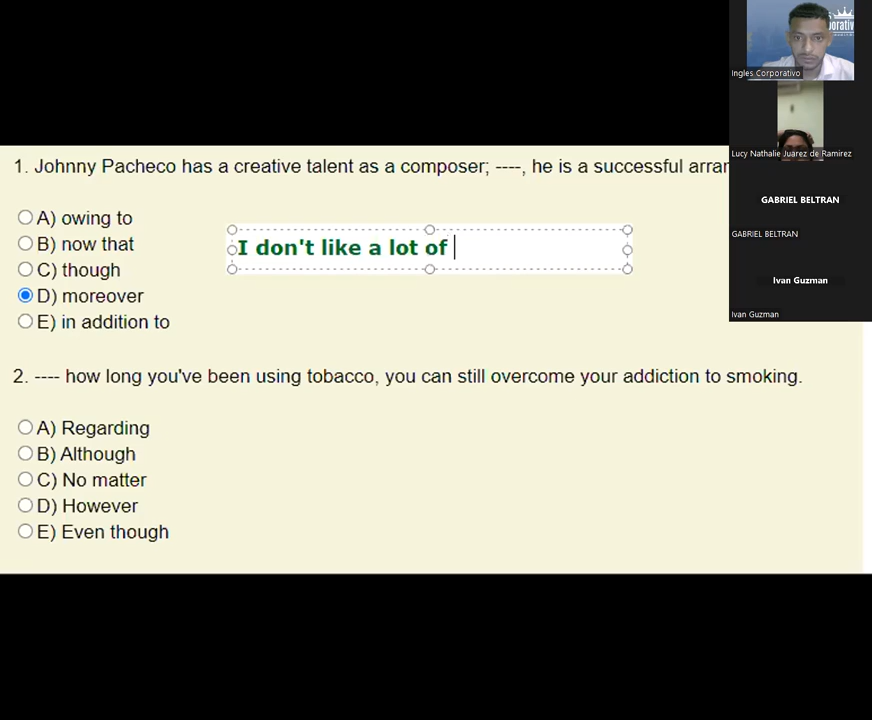 1. Johnny Pacheco has a creative talent as a composer; ----, he is a successful arrar
A) owing to
B) now that
C) though
D) moreover
E) in addition to
I don't like a lot of
2. ---- how long you've been using tobacco, you can still overcome your addiction to smoking.
A) Regarding
B) Although
C) No matter
D) However
E) Even though
orativ
Ingles Corporativo
Lucy Nathalie Juarez de Ramirez
GABRIEL BELTRAN
GABRIEL BELTRAN
Ivan Guzman
Ivan Guzman